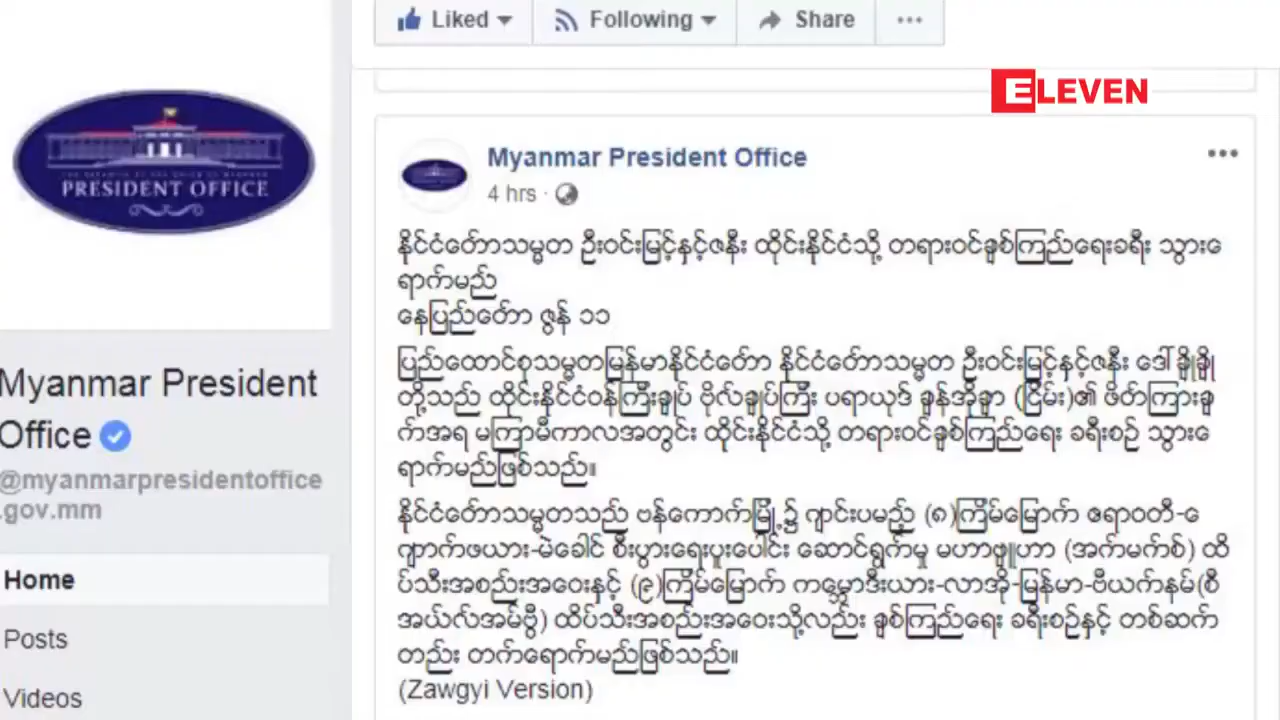 Liked
Following
Share
ELEVEN
PRESIDENT OFFICE
Myanmar President Office
4 hrs
နိုင်ငံတော်သမ္မတ ဦးဝင်းမြင့်နှင့်ဇနီး ထိုင်းနိုင်ငံသို့ တရားဝင်ချစ်ကြည်ရေးခရီး သွားရောက်မည်
နေပြည်တော် ဇွန် ၁၁
ပြည်ထောင်စုသမ္မတမြန်မာနိုင်ငံတော် နိုင်ငံတော်သမ္မတ ဦးဝင်းမြင့်နှင့်ဇနီး ဒေါ်ချိုချို
တို့သည် ထိုင်းနိုင်ငံဝန်ကြီးချုပ် ဗိုလ်ချုပ်ကြီး ပရာယုဒ် ချန်အိုချာ (ငြိမ်း)၏ ဖိတ်ကြားချ
က်အရ မကြာမီကာလအတွင်း ထိုင်းနိုင်ငံသို့ တရားဝင်ချစ်ကြည်ရေး ခရီးစဉ် သွားရောက်မည်ဖြစ်သည်။
နိုင်ငံတော်သမ္မတသည် ဗန်ကောက်မြို့၌ ကျင်းပမည့် (၈)ကြိမ်မြောက် ဧရာဝတီ-ကျောက်ဖယား-မဲခေါင် စီးပွားရေးပူးပေါင်း ဆောင်ရွက်မှု မဟာဗျူဟာ (အက်မက်စ်) ထိ
ပ်သီးအစည်းအဝေးနှင့် (၉)ကြိမ်မြောက် ကမ္ဘောဒီးယား-လာအို-မြန်မာ-ဗီယက်နမ်(စီ
အယ်လ်အမ်ဗွီ) ထိပ်သီးအစည်းအဝေးသို့လည်း ချစ်ကြည်ရေး ခရီးစဉ်နှင့် တစ်ဆက်
တည်း တက်ရောက်မည်ဖြစ်သည်။
(Zawgyi Version)
Myanmar President
Office
@myanmarpresidentoffice
.gov.mm
Home
Posts
Videos